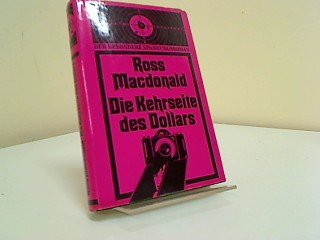 DER BESONDERE SPANNUNGSROMAN
Ross
Macdonald
Die Kehrseite
des Dollars